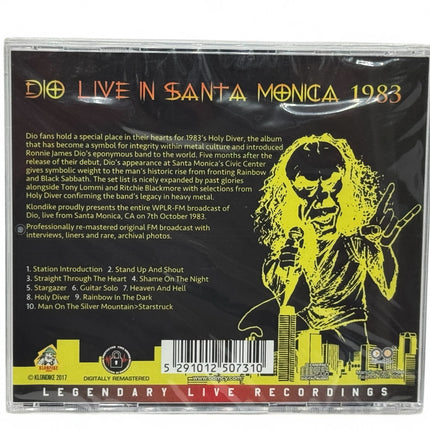 DIO LIVE IN SANTA MONICA 1983
Dio fans hold a special place in their hearts for 1983's Holy Diver, the album
that has become a symbol for integrity within metal culture and introduced
Ronnie James Dio's eponymous band to the world. Five months after the
release of their debut, Dio's appearance at Santa Monica's Civic Center
gives symbolic weight to the man's historic rise from fronting Rainbow
and Black Sabbath. The set list is nicely expanded by past glories
alongside Tony Lommi and Ritchie Blackmore with selections from
Holy Diver confirming the band's legacy in heavy metal.
Klondike proudly presents the entire WPLR-FM broadcast of
Dio, live from Santa Monica, CA on 7th October 1983.
Professionally re-mastered original FM broadcast with
interviews, liners and rare, archival photos.
1. Station Introduction 2. Stand Up And Shout
3. Straight Through The Heart 4. Shame On The Night
5. Stargazer 6. Guitar Solo 7. Heaven And Hell
8. Holy Diver 9. Rainbow In The Dark
10. Man On The Silver Mountain>Starstruck
© KLONDIKE 2017
DIGITALLY REMASTERED
5 291012 507310
LEGENDARY LIVE RECORDINGS